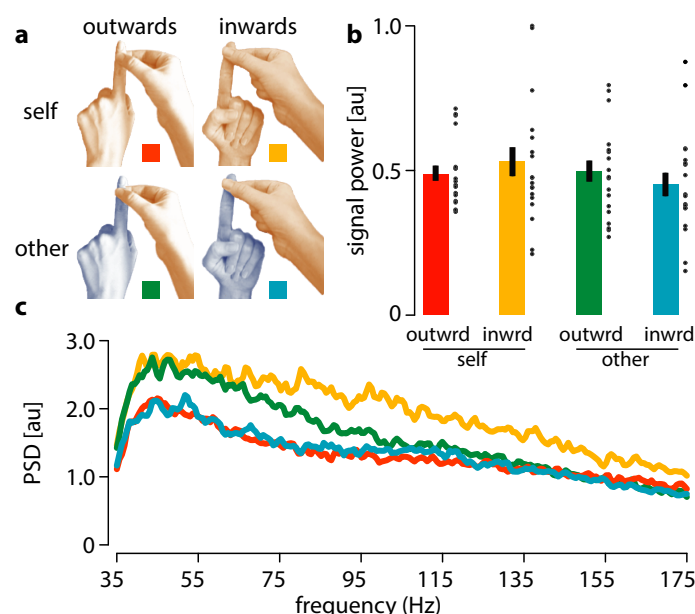 a
outwards inwards
self
other
b
signal power [au]
1.0
0.5
0
outwrd inwrd outwrd inwrd
self other
c
PSD [au]
3.0
2.0
1.0
0
35 55 75 95 115 135 155 175
frequency (Hz)